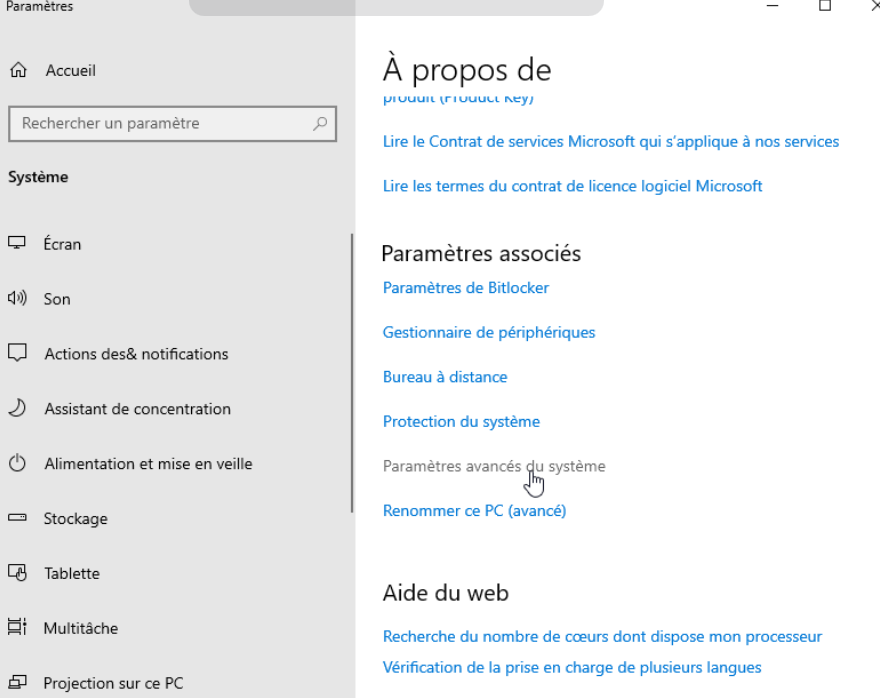 Paramètres
Accueil
Rechercher un paramètre
Système
Écran
Son
Actions des& notifications
Assistant de concentration
Alimentation et mise en veille
Stockage
Tablette
Multitâche
Projection sur ce PC
À propos de
produit (Product Key)
Lire le Contrat de services Microsoft qui s'applique à nos services
Lire les termes du contrat de licence logiciel Microsoft
Paramètres associés
Paramètres de Bitlocker
Gestionnaire de périphériques
Bureau à distance
Protection du système
Paramètres avancés du système
Renommer ce PC (avancé)
Aide du web
Recherche du nombre de cœurs dont dispose mon processeur
Vérification de la prise en charge de plusieurs langues